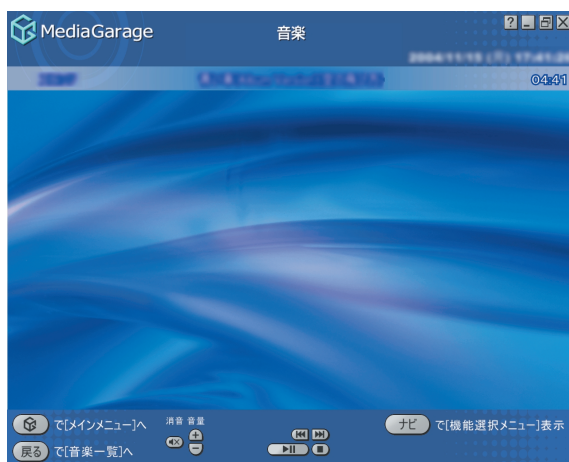 MediaGarage
音楽
04:41
で[メインメニュー]へ
消音 音量
ナビ で[機能選択メニュー]表示
戻る で[音楽一覧]へ